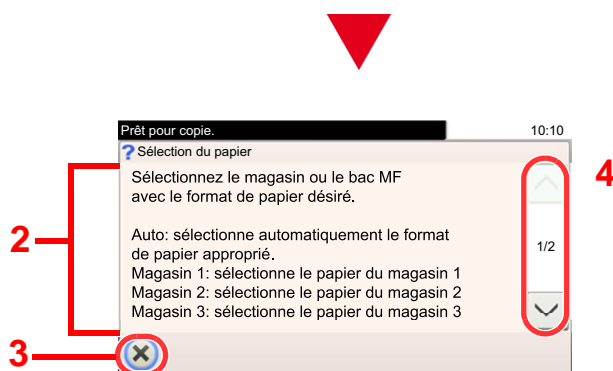 Prêt pour copie.
10:10
? Sélection du papier
Sélectionnez le magasin ou le bac MF
avec le format de papier désiré.
Auto: sélectionne automatiquement le format
de papier approprié.
Magasin 1: sélectionne le papier du magasin 1
Magasin 2: sélectionne le papier du magasin 2
Magasin 3: sélectionne le papier du magasin 3
1/2
2
3
4